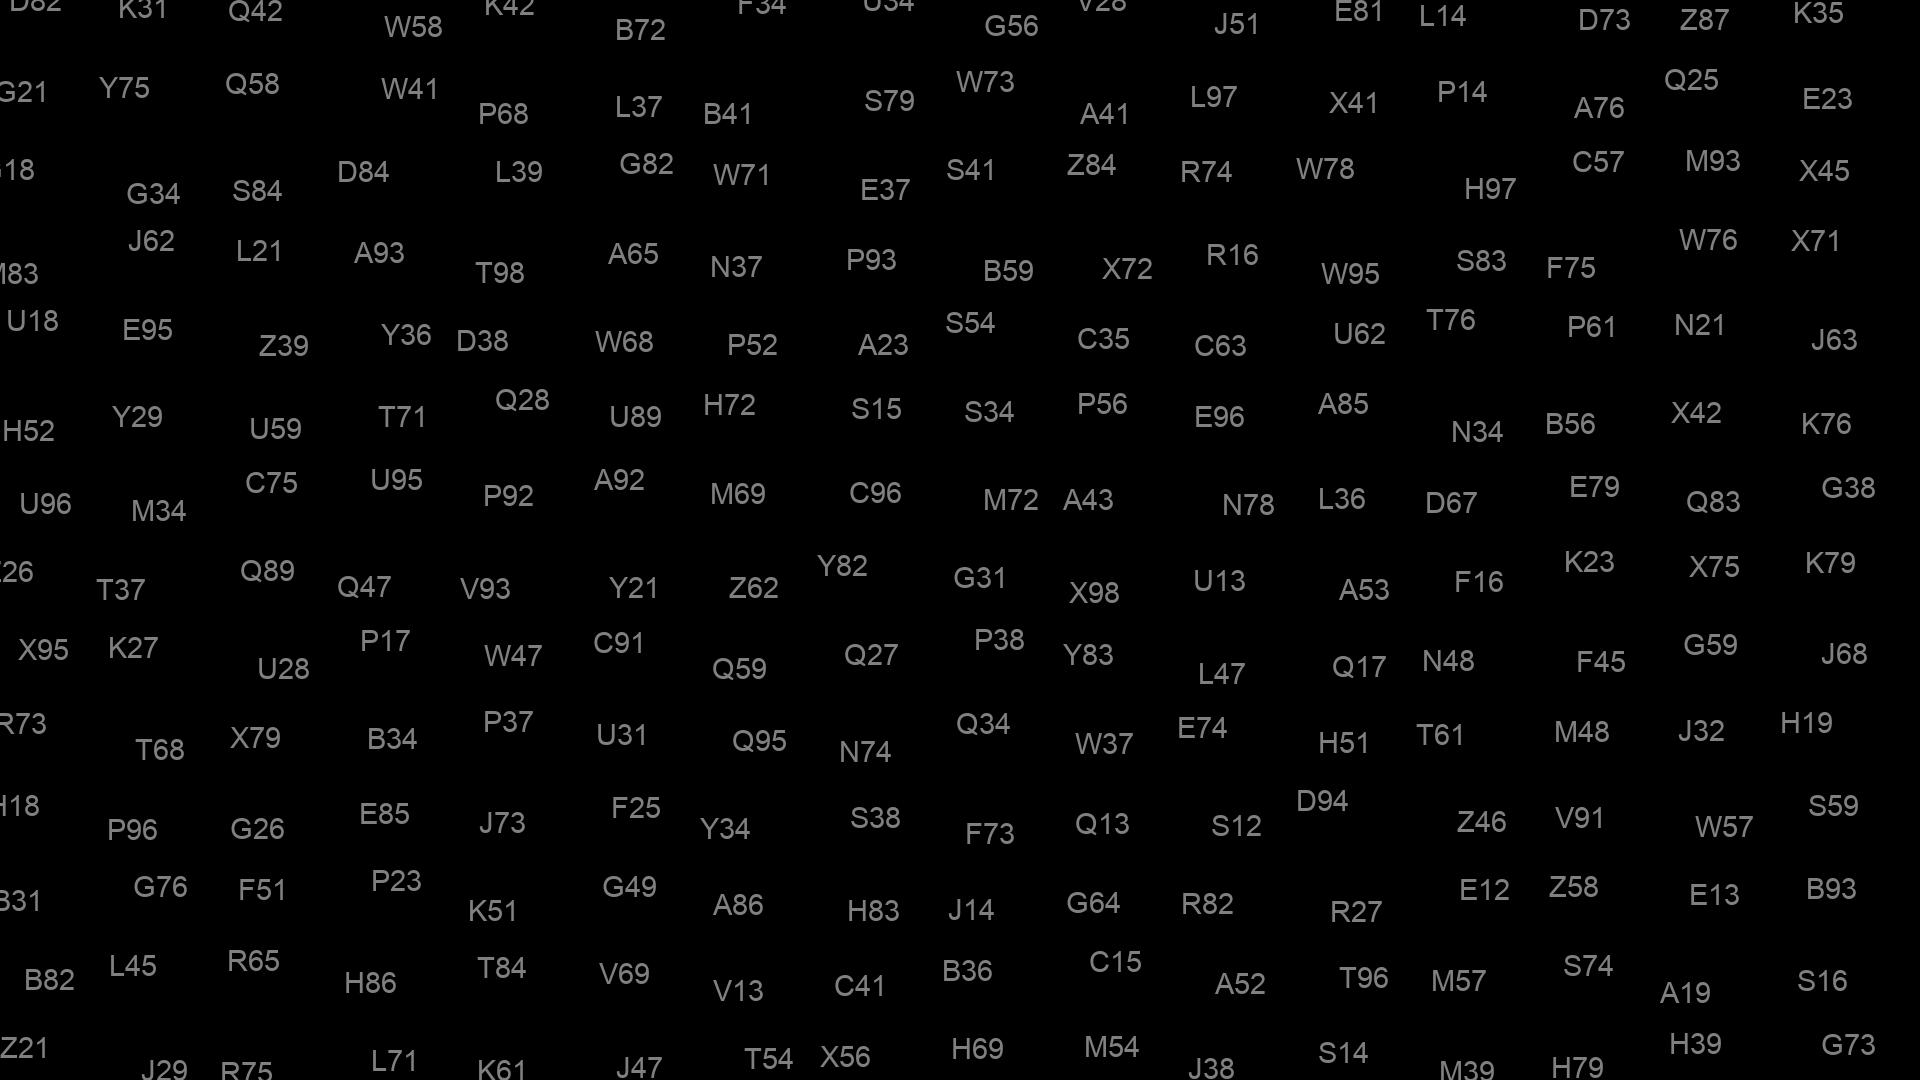 D82 K31 Q42 W58 K42 B72 F34 U34 G56 V28 J51 E81 L14 D73 Z87 K35
G21 Y75 Q58 W41 P68 L37 B41 S79 W73 A41 L97 X41 P14 A76 Q25 E23
18 G34 S84 D84 L39 G82 W71 E37 S41 Z84 R74 W78 H97 C57 M93 X45
M83 J62 L21 A93 T98 A65 N37 P93 B59 X72 R16 W95 S83 F75 W76 X71
U18 E95 Z39 Y36 D38 W68 P52 A23 S54 C35 C63 U62 T76 P61 N21 J63
H52 Y29 U59 T71 Q28 U89 H72 S15 S34 P56 E96 A85 N34 B56 X42 K76
U96 M34 C75 U95 P92 A92 M69 C96 M72 A43 N78 L36 D67 E79 Q83 G38
26 T37 Q89 Q47 V93 Y21 Z62 Y82 G31 X98 U13 A53 F16 K23 X75 K79
X95 K27 U28 P17 W47 C91 Q59 Q27 P38 Y83 L47 Q17 N48 F45 G59 J68
R73 T68 X79 B34 P37 U31 Q95 N74 Q34 W37 E74 H51 T61 M48 J32 H19
H18 P96 G26 E85 J73 F25 Y34 S38 F73 Q13 S12 D94 Z46 V91 W57 S59
B31 G76 F51 P23 K51 G49 A86 H83 J14 G64 R82 R27 E12 Z58 E13 B93
B82 L45 R65 H86 T84 V69 V13 C41 B36 C15 A52 T96 M57 S74 A19 S16
Z21 J29 R75 L71 K61 J47 T54 X56 H69 M54 J38 S14 M39 H79 H39 G73